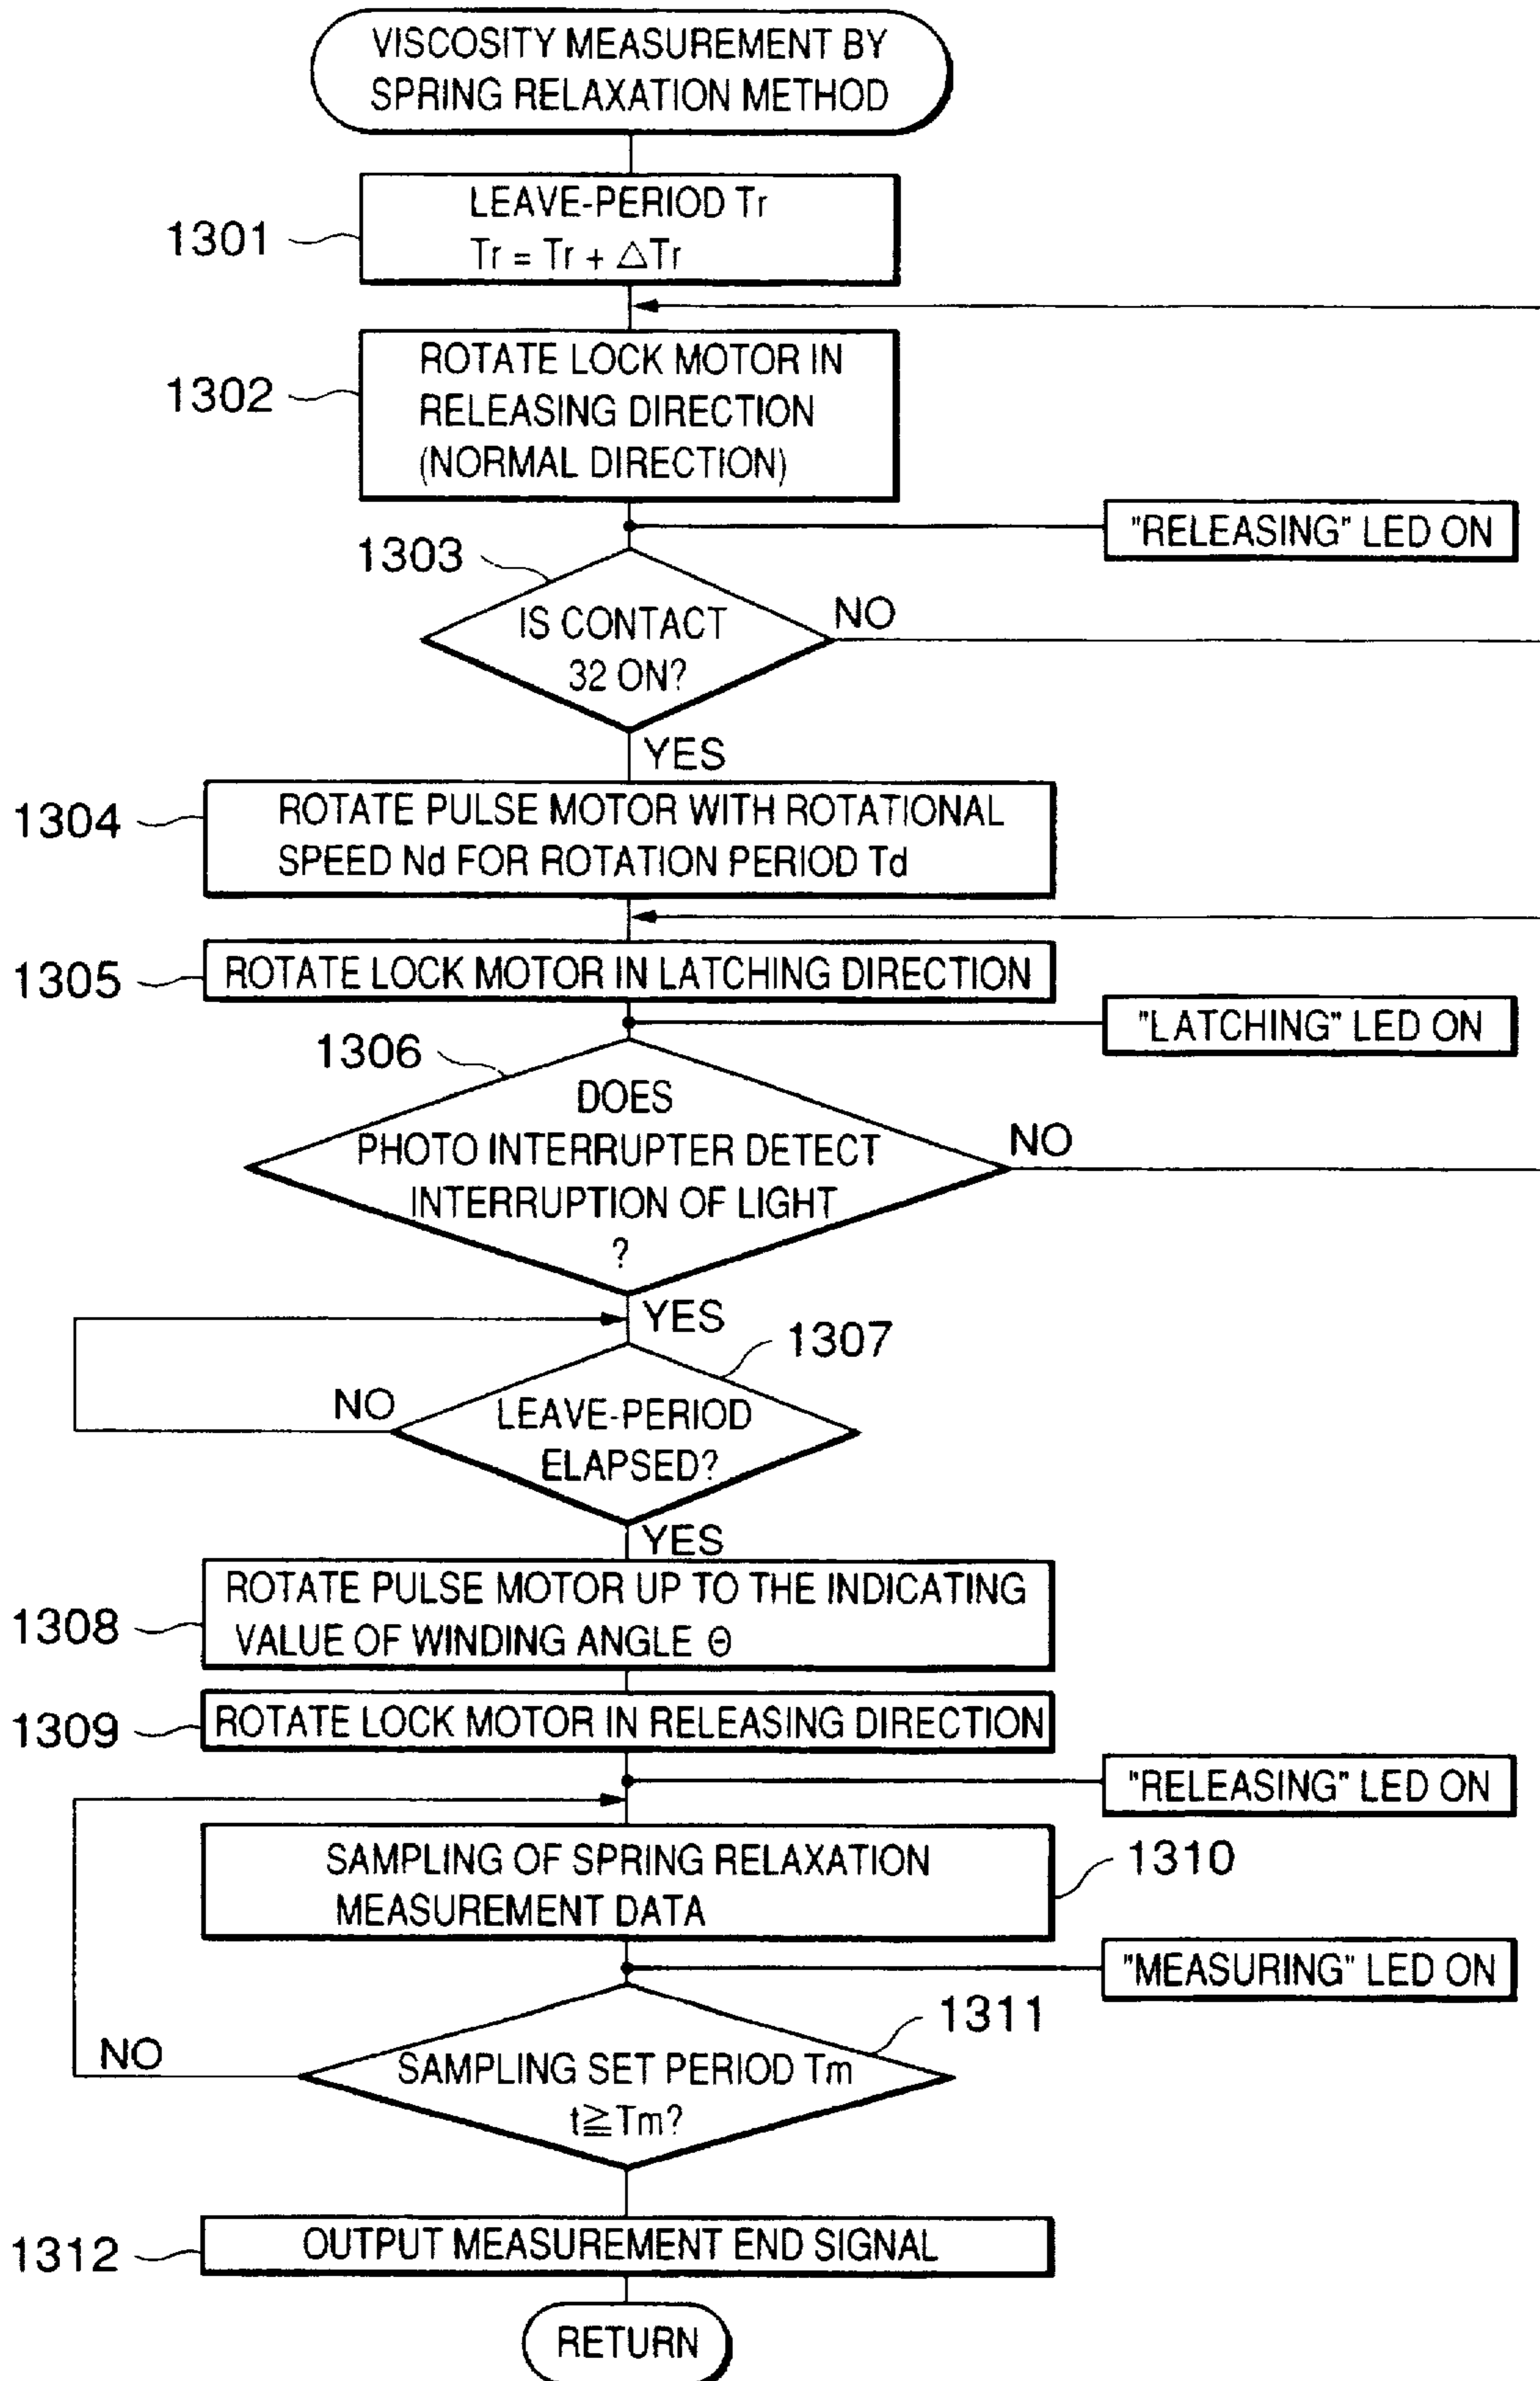 VISCOSITY MEASUREMENT BY
SPRING RELAXATION METHOD
1301
LEAVE-PERIOD Tr
Tr = Tr + △Tr
1302
ROTATE LOCK MOTOR IN
RELEASING DIRECTION
(NORMAL DIRECTION)
"RELEASING" LED ON
1303
IS CONTACT
32 ON?
NO
YES
1304
ROTATE PULSE MOTOR WITH ROTATIONAL
SPEED Nd FOR ROTATION PERIOD Td
1305
ROTATE LOCK MOTOR IN LATCHING DIRECTION
"LATCHING" LED ON
1306
DOES
PHOTO INTERRUPTER DETECT
INTERRUPTION OF LIGHT
?
NO
YES
1307
LEAVE-PERIOD
ELAPSED?
NO
YES
1308
ROTATE PULSE MOTOR UP TO THE INDICATING
VALUE OF WINDING ANGLE Θ
1309
ROTATE LOCK MOTOR IN RELEASING DIRECTION
"RELEASING" LED ON
SAMPLING OF SPRING RELAXATION
MEASUREMENT DATA
1310
"MEASURING" LED ON
1311
NO
SAMPLING SET PERIOD Tm
t≧Tm?
1312
OUTPUT MEASUREMENT END SIGNAL
RETURN